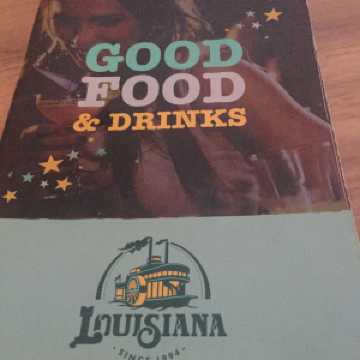 GOOD
FOOD
& DRINKS
LOUISIANA
· SINCE 1994 ·